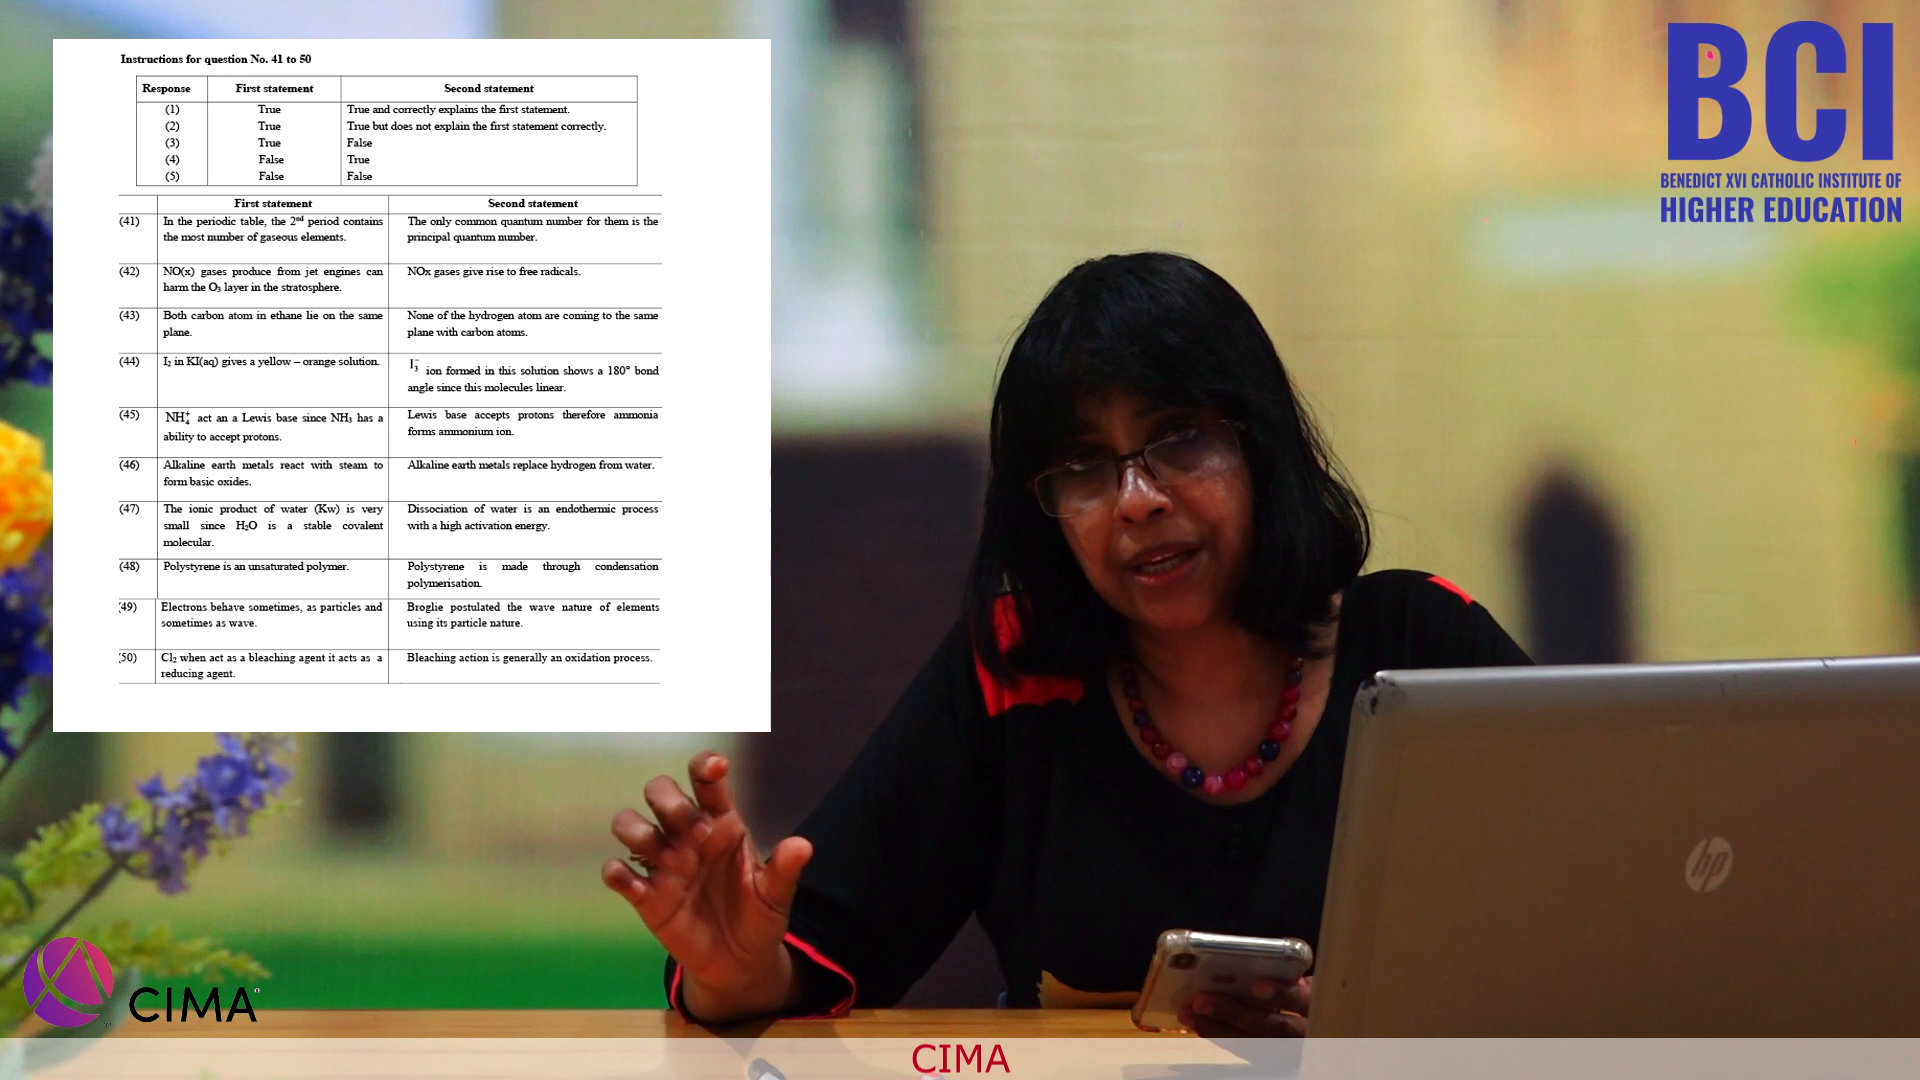 Instructions for question No. 41 to 50
Response First statement Second statement
(1) True True and correctly explains the first statement.
(2) True True but does not explain the first statement correctly.
(3) True False
(4) False True
(5) False False
First statement Second statement
(41) In the periodic table, the 2nd period contains The only common quantum number for them is the
the most number of gaseous elements. principal quantum number.
(42) NO(x) gases produce from jet engines can NOx gases give rise to free radicals.
harm the O3 layer in the stratosphere.
(43) Both carbon atom in ethane lie on the same None of the hydrogen atom are coming to the same
plane. plane with carbon atoms.
(44) I2 in KI(aq) gives a yellow – orange solution. I3− ion formed in this solution shows a 180° bond
angle since this molecules linear.
(45) NH4+ act an a Lewis base since NH3 has a Lewis base accepts protons therefore ammonia
ability to accept protons. forms ammonium ion.
(46) Alkaline earth metals react with steam to Alkaline earth metals replace hydrogen from water.
form basic oxides.
(47) The ionic product of water (Kw) is very Dissociation of water is an endothermic process
small since H2O is a stable covalent with a high activation energy.
molecular.
(48) Polystyrene is an unsaturated polymer. Polystyrene is made through condensation
polymerisation.
(49) Electrons behave sometimes, as particles and Broglie postulated the wave nature of elements
sometimes as wave. using its particle nature.
(50) Cl2 when act as a bleaching agent it acts as a Bleaching action is generally an oxidation process.
reducing agent.
BCI
BENEDICT XVI CATHOLIC INSTITUTE OF
HIGHER EDUCATION
hp
CIMA
CIMA